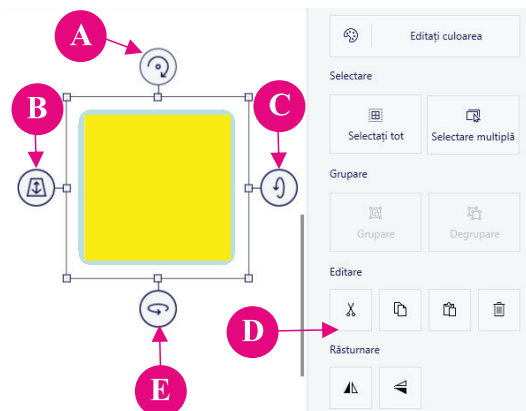 A
B
C
D
E
Editați culoarea
Selectare
Selectați tot
Selectare multiplă
Grupare
Grupare
Degrupare
Editare
Răsturnare